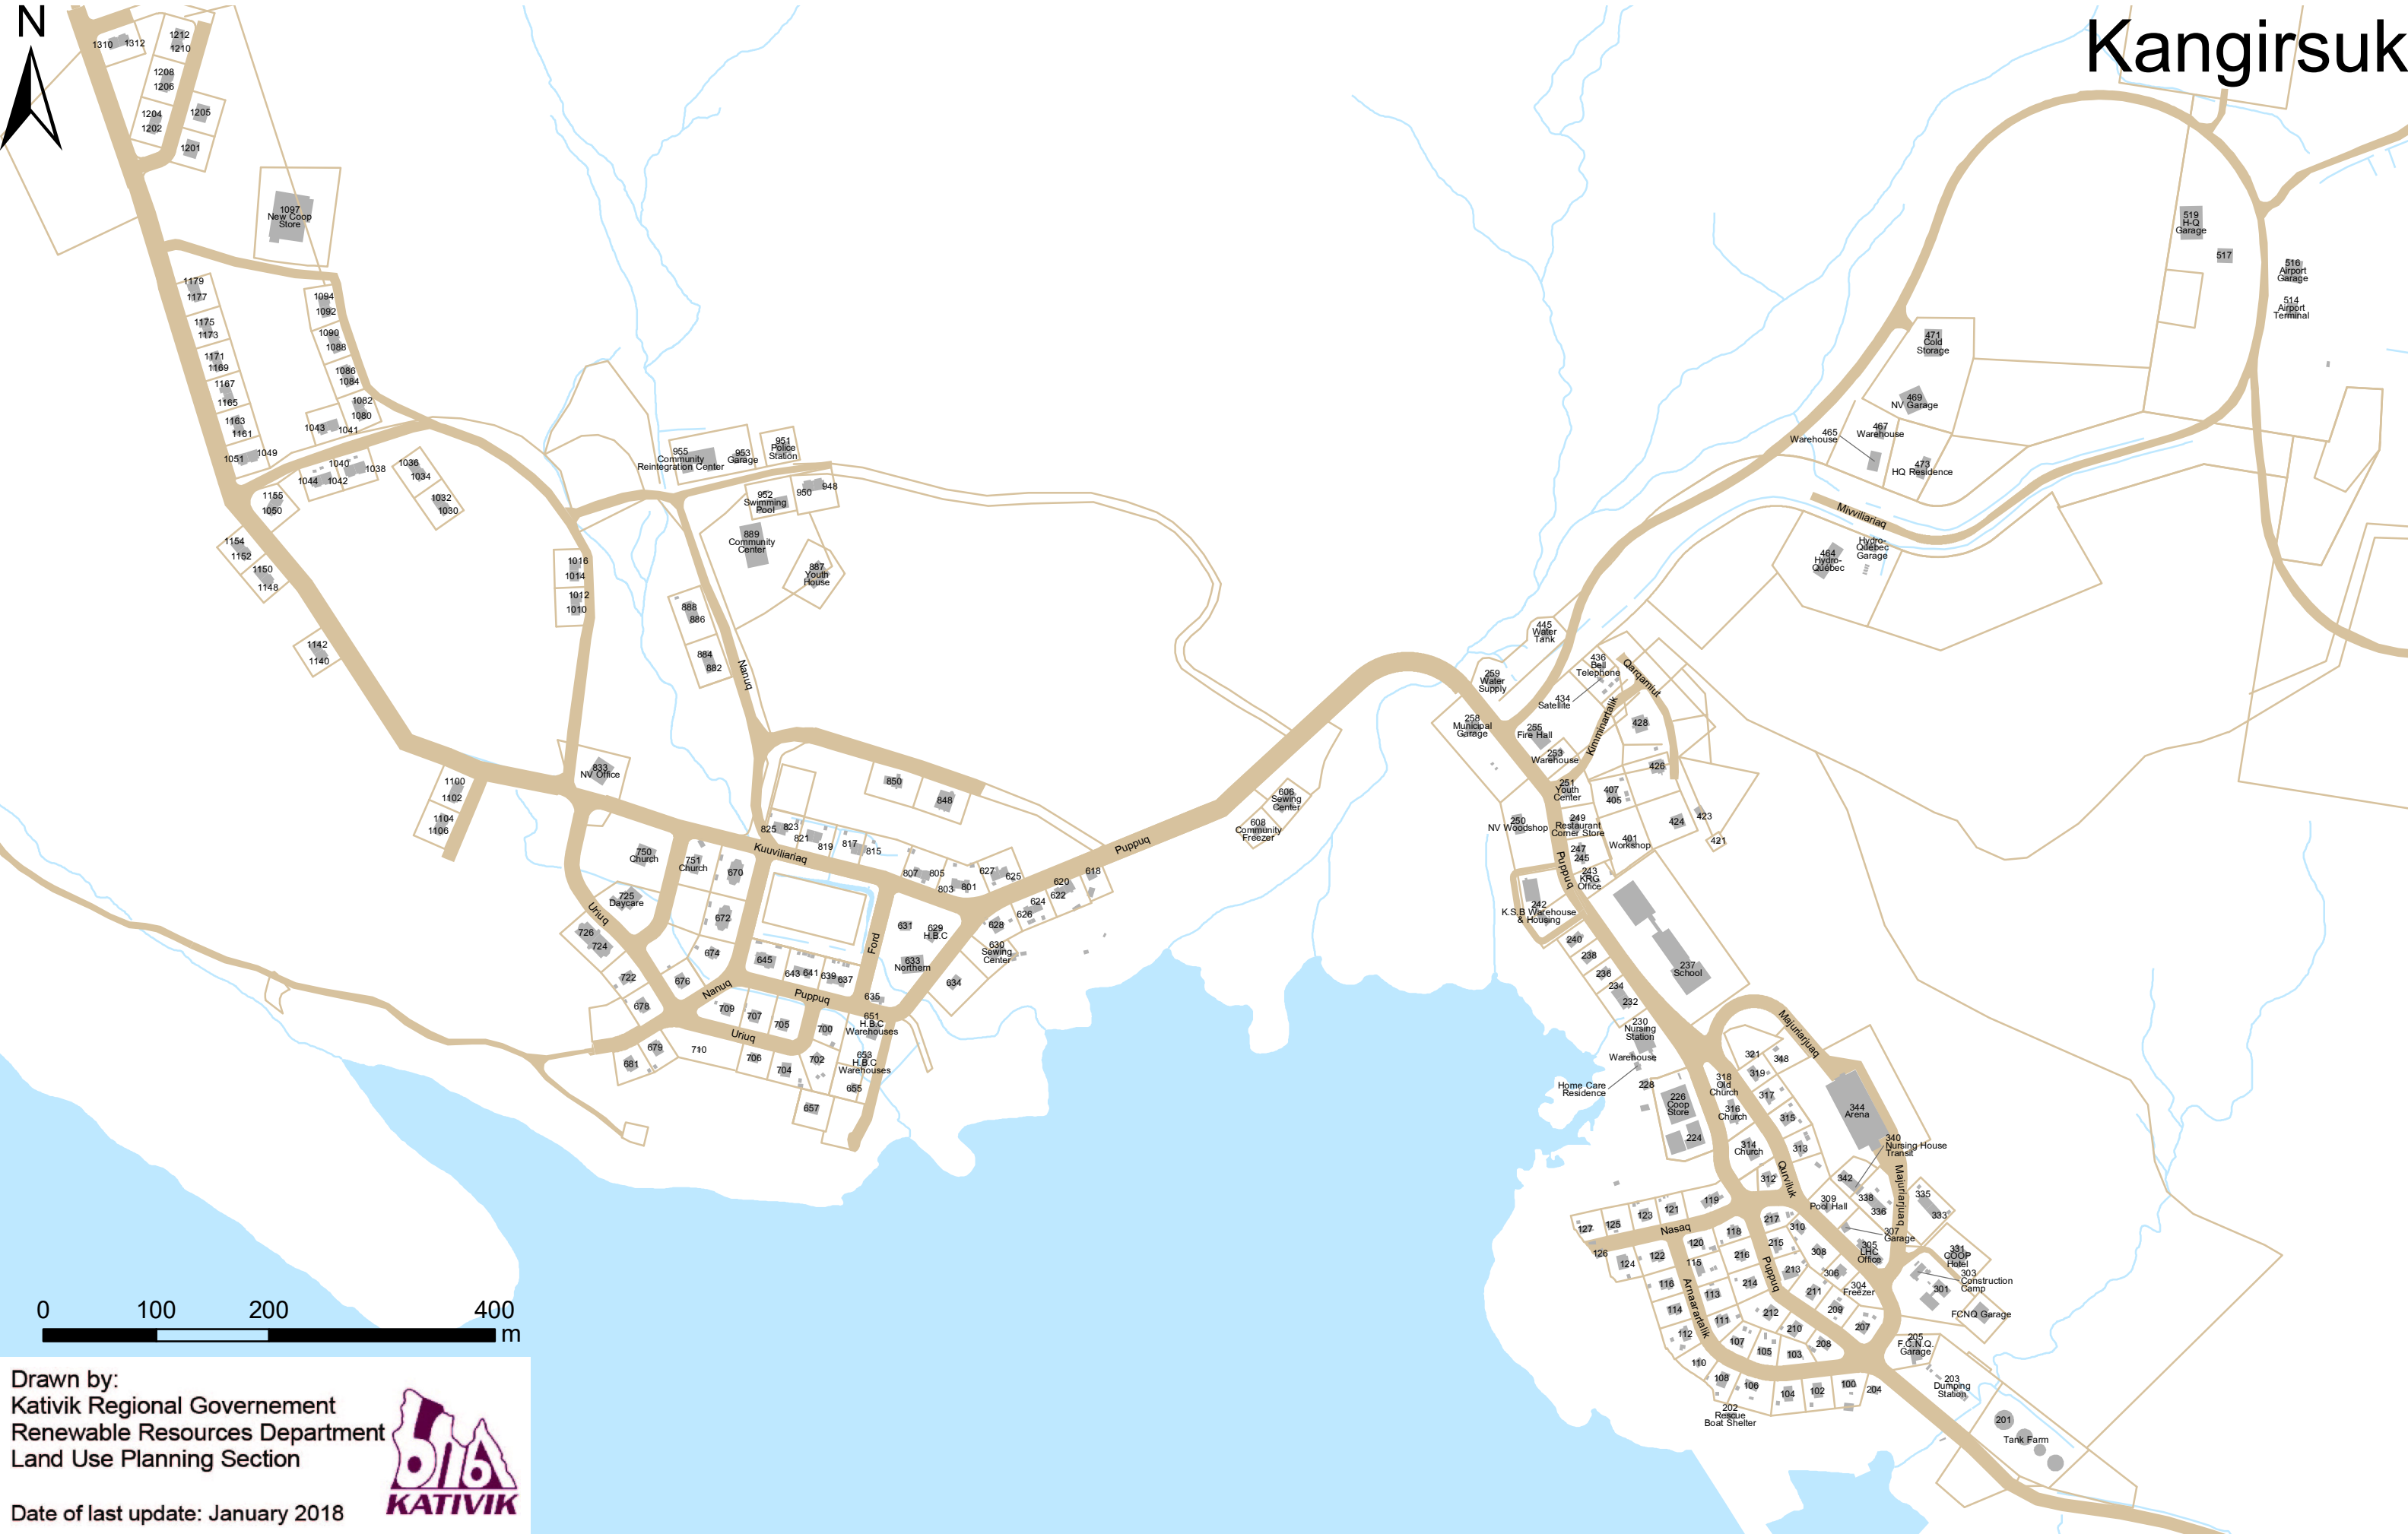 N
Kangirsuk
1310
1312
1212
1210
1208
1206
1204
1202
1205
1201
1097
New Coop
Store
1179
1177
1175
1173
1171
1169
1167
1165
1163
1161
1051
1049
1094
1092
1090
1088
1086
1084
1082
1080
1043
1041
1040
1038
1044
1042
1036
1034
1032
1030
1155
1050
1154
1152
1150
1148
1142
1140
1016
1014
1012
1010
1100
1102
1104
1106
955
Community
Reintegration Center
953
Garage
951
Police
Station
952
Swimming
Pool
950
948
889
Community
Center
887
Youth
House
888
886
884
882
Nanuq
833
NV Office
850
848
825
823
821
819
817
815
Kuuviliariaq
807
805
803
801
627
625
620
618
622
624
626
628
630
Sewing
Center
634
631
629
H.B.C
633
Northern
Ford
635
750
Church
751
Church
670
672
674
676
725
Daycare
Uriuq
726
724
722
678
645
643
641
639
637
Puppuq
Nanuq
709
707
705
700
Uriuq
651
H.B.C
Warehouses
653
H.B.C
Warehouses
655
657
702
704
706
710
679
681
Puppuq
606
Sewing
Center
608
Community
Freezer
445
Water
Tank
259
Water
Supply
258
Municipal
Garage
255
Fire Hall
253
Warehouse
436
Bell
Telephone
434
Satellite
Qarqamiut
Kimminartalik
428
426
251
Youth
Center
407
405
424
423
421
250
NV Woodshop
249
Restaurant
Corner Store
401
Workshop
247
245
243
KRG
Office
Puppuq
242
K.S.B Warehouse
& Housing
240
238
236
234
232
237
School
230
Nursing
Station
Warehouse
Home Care
Residence
228
226
Coop
Store
224
Majuriarjuaq
321
348
319
317
315
313
318
Old
Church
316
Church
314
Church
312
Qurviluk
344
Arena
340
Nursing House
Transit
342
338
336
Majuriarjuaq
335
333
309
Pool Hall
307
Garage
305
LHC
Office
331
COOP
Hotel
303
Construction
Camp
301
FCNQ Garage
310
308
306
304
Freezer
217
215
213
211
209
207
205
F.C.N.Q.
Garage
203
Dumping
Station
201
Tank Farm
119
121
123
125
127
Nasaq
126
124
122
120
118
115
116
114
112
110
113
111
107
105
103
216
214
212
210
208
Puppuq
Arnaarartalik
108
106
104
102
100
204
202
Rescue
Boat Shelter
471
Cold
Storage
469
NV Garage
467
Warehouse
465
Warehouse
473
HQ Residence
Mivviliariaq
464
Hydro-
Québec
Hydro-
Québec
Garage
519
H-Q
Garage
517
516
Airport
Garage
514
Airport
Terminal
0 100 200 400
m
Drawn by:
Kativik Regional Governement
Renewable Resources Department
Land Use Planning Section
KATIVIK
Date of last update: January 2018